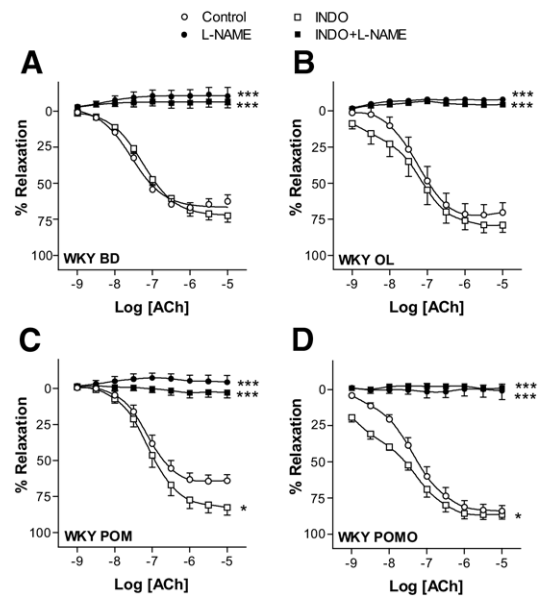 Control INDO
L-NAME INDO+L-NAME
A
% Relaxation
0
25
50
75
100
***
***
WKY BD
-9 -8 -7 -6 -5
Log [ACh]
B
% Relaxation
0
25
50
75
100
***
***
WKY OL
-9 -8 -7 -6 -5
Log [ACh]
C
% Relaxation
0
25
50
75
100
***
***
*
WKY POM
-9 -8 -7 -6 -5
Log [ACh]
D
% Relaxation
0
25
50
75
100
***
***
*
WKY POMO
-9 -8 -7 -6 -5
Log [ACh]